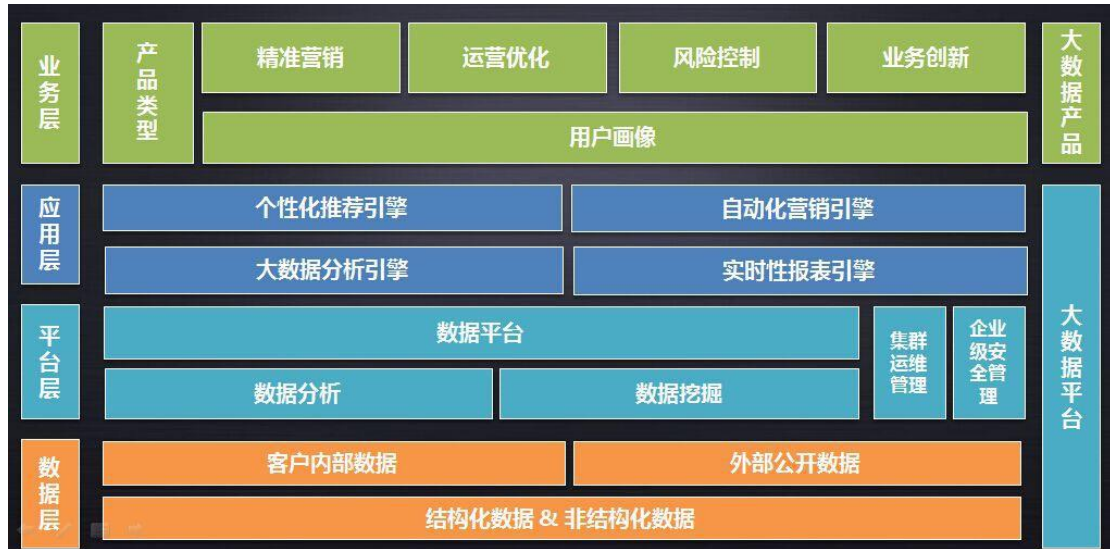 业务层
产品类型
精准营销
运营优化
风险控制
业务创新
用户画像
大数据产品
应用层
个性化推荐引擎
自动化营销引擎
大数据分析引擎
实时性报表引擎
平台层
数据平台
数据分析
数据挖掘
集群
运维
管理
企业
级安
全管
理
大数据平台
数据层
客户内部数据
外部公开数据
结构化数据 & 非结构化数据